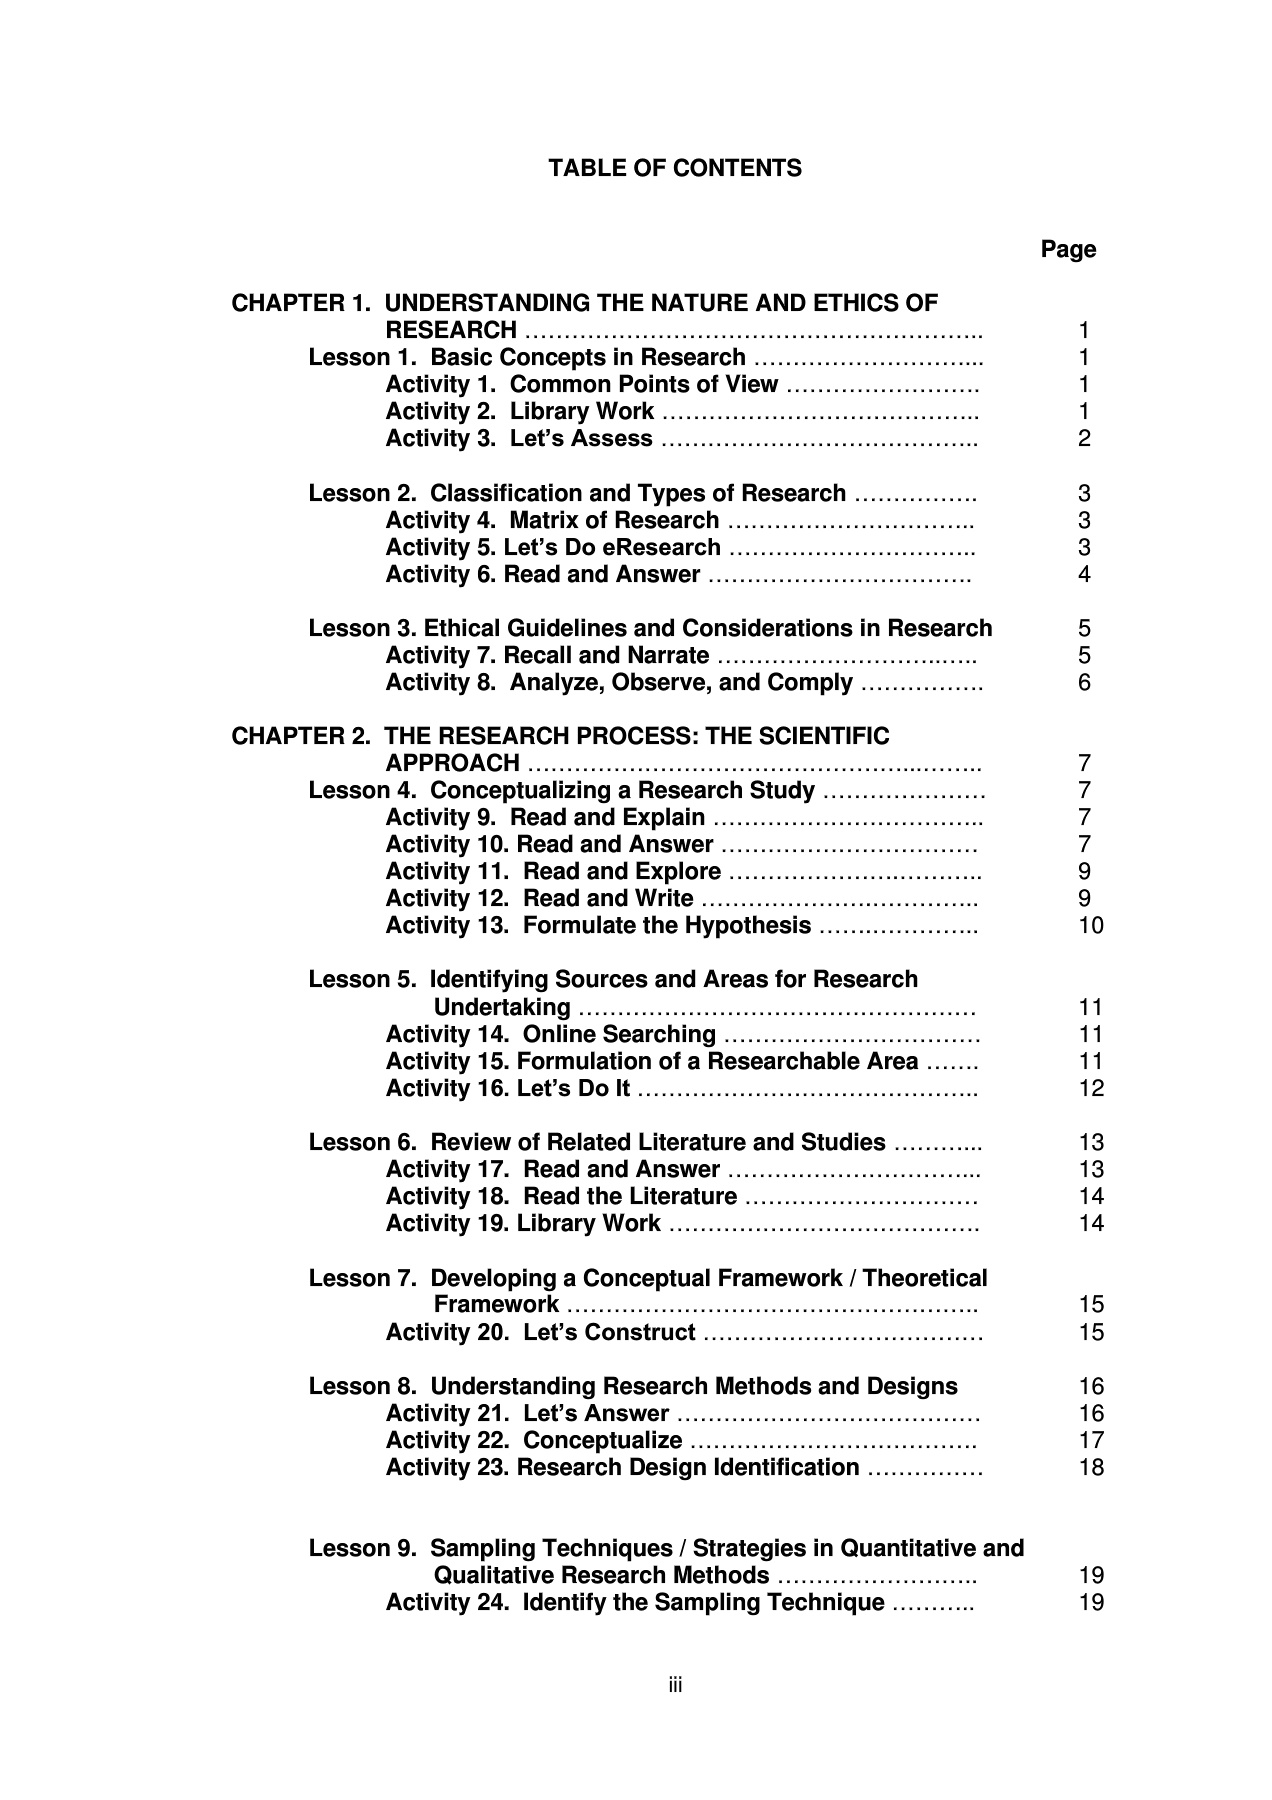 TABLE OF CONTENTS
Page
CHAPTER 1. UNDERSTANDING THE NATURE AND ETHICS OF
RESEARCH ………………………………………………….. 1
Lesson 1. Basic Concepts in Research ……………………….... 1
Activity 1. Common Points of View ……………………. 1
Activity 2. Library Work ………………………………….. 1
Activity 3. Let’s Assess ………………………………….. 2
Lesson 2. Classification and Types of Research ……………. 3
Activity 4. Matrix of Research ………………………….. 3
Activity 5. Let’s Do eResearch ………………………….. 3
Activity 6. Read and Answer ……………………………. 4
Lesson 3. Ethical Guidelines and Considerations in Research 5
Activity 7. Recall and Narrate ………………………..….. 5
Activity 8. Analyze, Observe, and Comply ……………. 6
CHAPTER 2. THE RESEARCH PROCESS: THE SCIENTIFIC
APPROACH …………………………………………...…….. 7
Lesson 4. Conceptualizing a Research Study ………………… 7
Activity 9. Read and Explain …………………………….. 7
Activity 10. Read and Answer …………………………… 7
Activity 11. Read and Explore ………………….……….. 9
Activity 12. Read and Write ………………….………….. 9
Activity 13. Formulate the Hypothesis …….………….. 10
Lesson 5. Identifying Sources and Areas for Research
Undertaking …………………………………………… 11
Activity 14. Online Searching …………………………… 11
Activity 15. Formulation of a Researchable Area ……. 11
Activity 16. Let’s Do It …………………………………….. 12
Lesson 6. Review of Related Literature and Studies ………... 13
Activity 17. Read and Answer …………………………... 13
Activity 18. Read the Literature ………………………… 14
Activity 19. Library Work …………………………………. 14
Lesson 7. Developing a Conceptual Framework / Theoretical
Framework …………………………………………….. 15
Activity 20. Let’s Construct ……………………………… 15
Lesson 8. Understanding Research Methods and Designs 16
Activity 21. Let’s Answer ………………………………… 16
Activity 22. Conceptualize ………………………………. 17
Activity 23. Research Design Identification …………… 18
Lesson 9. Sampling Techniques / Strategies in Quantitative and
Qualitative Research Methods …………………….. 19
Activity 24. Identify the Sampling Technique ……….. 19
iii